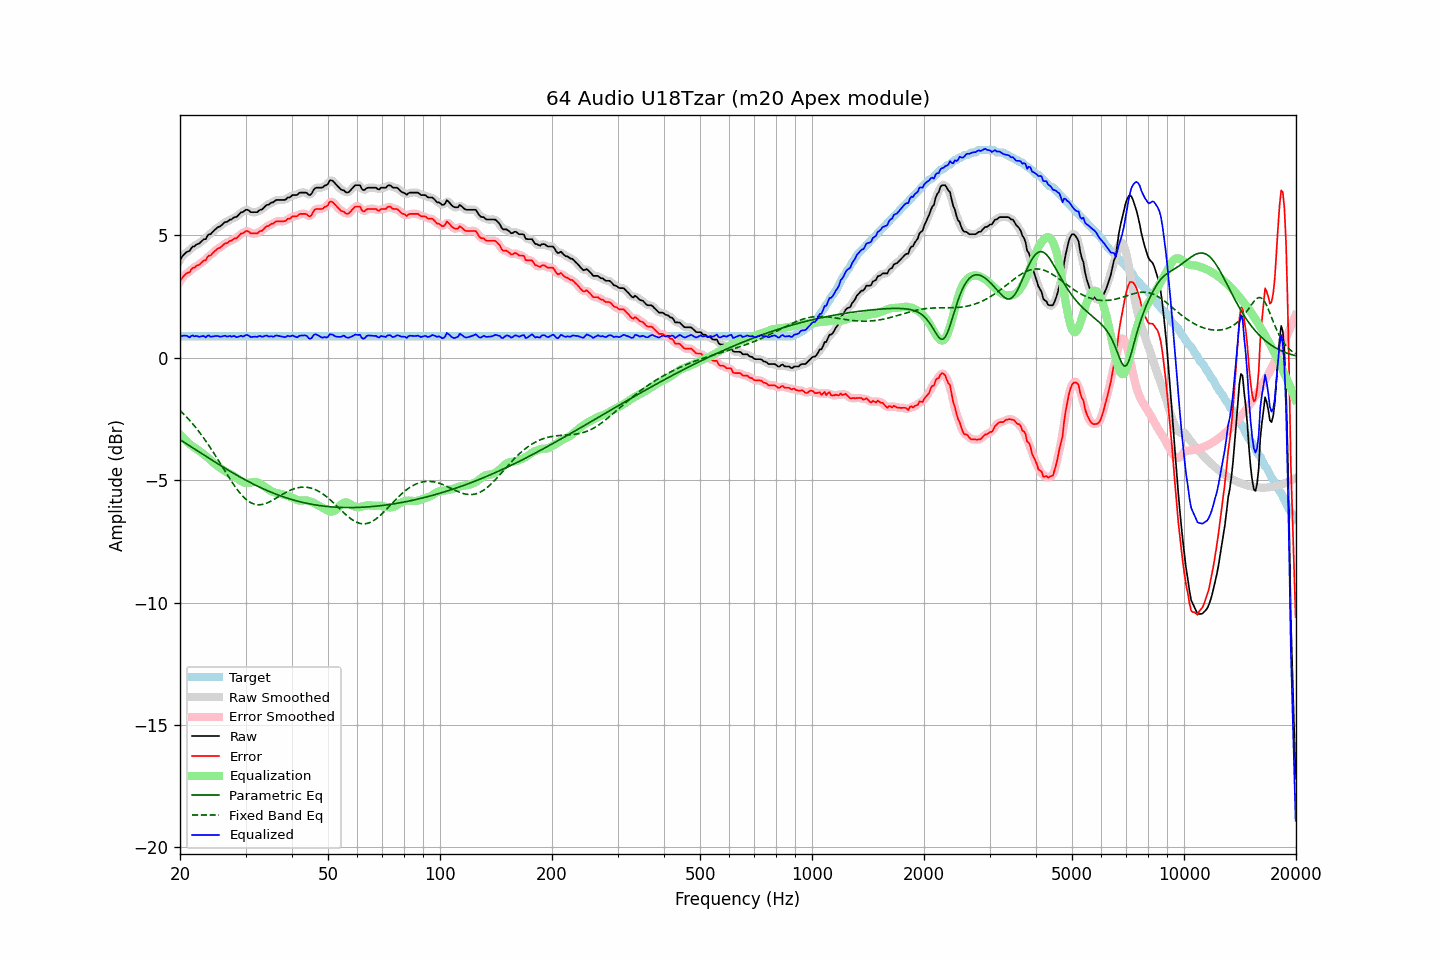 64 Audio U18Tzar (m20 Apex module)
Amplitude (dBr)
5
0
−5
−10
−15
−20
Target
Raw Smoothed
Error Smoothed
Raw
Error
Equalization
Parametric Eq
Fixed Band Eq
Equalized
20 50 100 200 500 1000 2000 5000 10000 20000
Frequency (Hz)